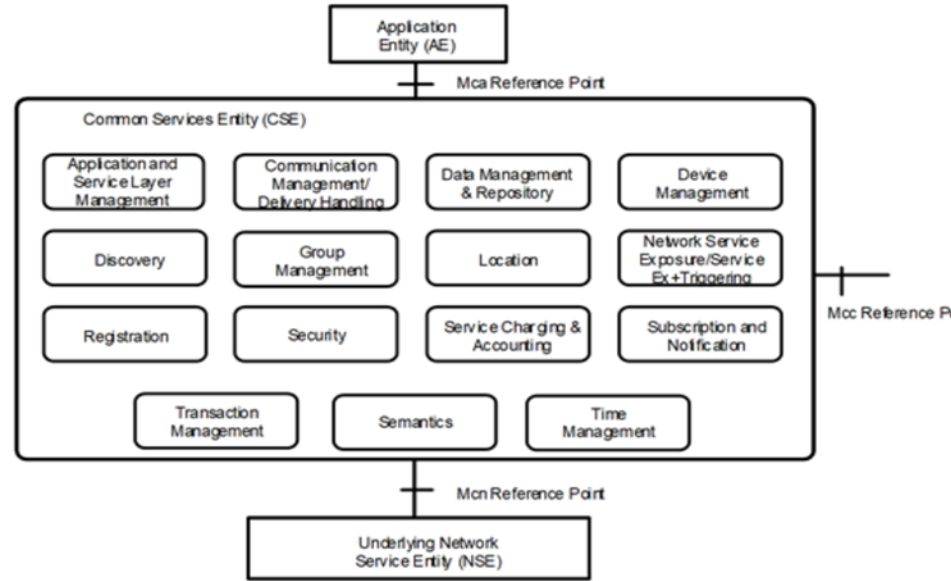 Application
Entity (AE)
Mca Reference Point
Common Services Entity (CSE)
Application and
Service Layer
Management
Communication
Management/
Delivery Handling
Data Management
& Repository
Device
Management
Discovery
Group
Management
Location
Network Service
Exposure/Service
Ex+Triggering
Mcc Reference P
Registration
Security
Service Charging &
Accounting
Subscription and
Notification
Transaction
Management
Semantics
Time
Management
Mcn Reference Point
Underlying Network
Service Entity (NSE)